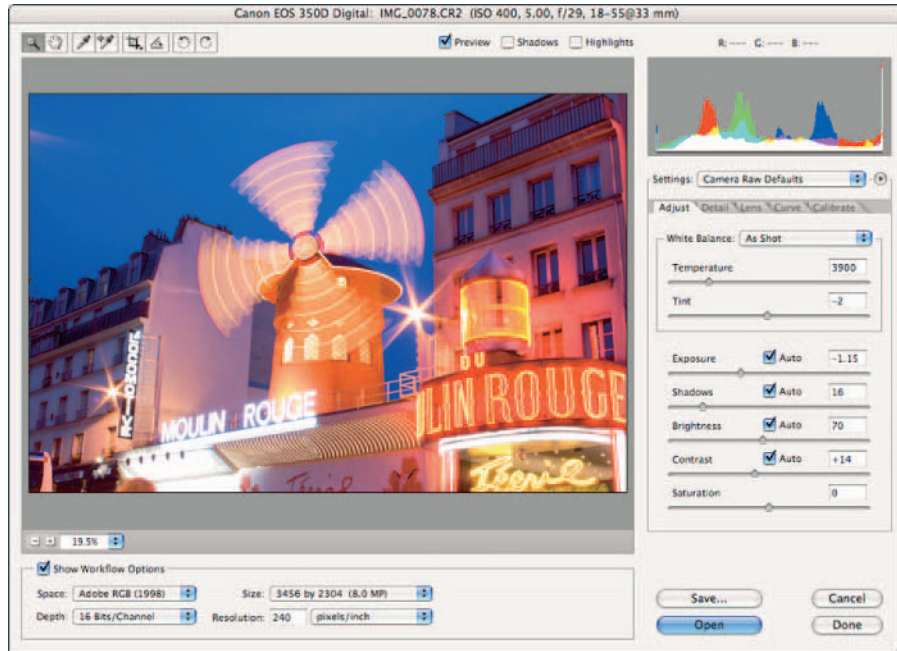 Canon EOS 350D Digital: IMG_0078.CR2 (ISO 400, 5.00, f/29, 18–55@33 mm)
Preview Shadows Highlights
R: --- G: --- B: ---
Settings: Camera Raw Defaults
Adjust Detail Lens Curve Calibrate
White Balance: As Shot
Temperature 3900
Tint -2
Exposure Auto -1.15
Shadows Auto 16
Brightness Auto 70
Contrast Auto +14
Saturation 0
MOULIN ROUGE
DU
ULIN ROUGE
19.5%
Show Workflow Options
Space: Adobe RGB (1998) Size: 3456 by 2304 (8.0 MP)
Depth: 16 Bits/Channel Resolution: 240 pixels/inch
Save... Cancel
Open Done